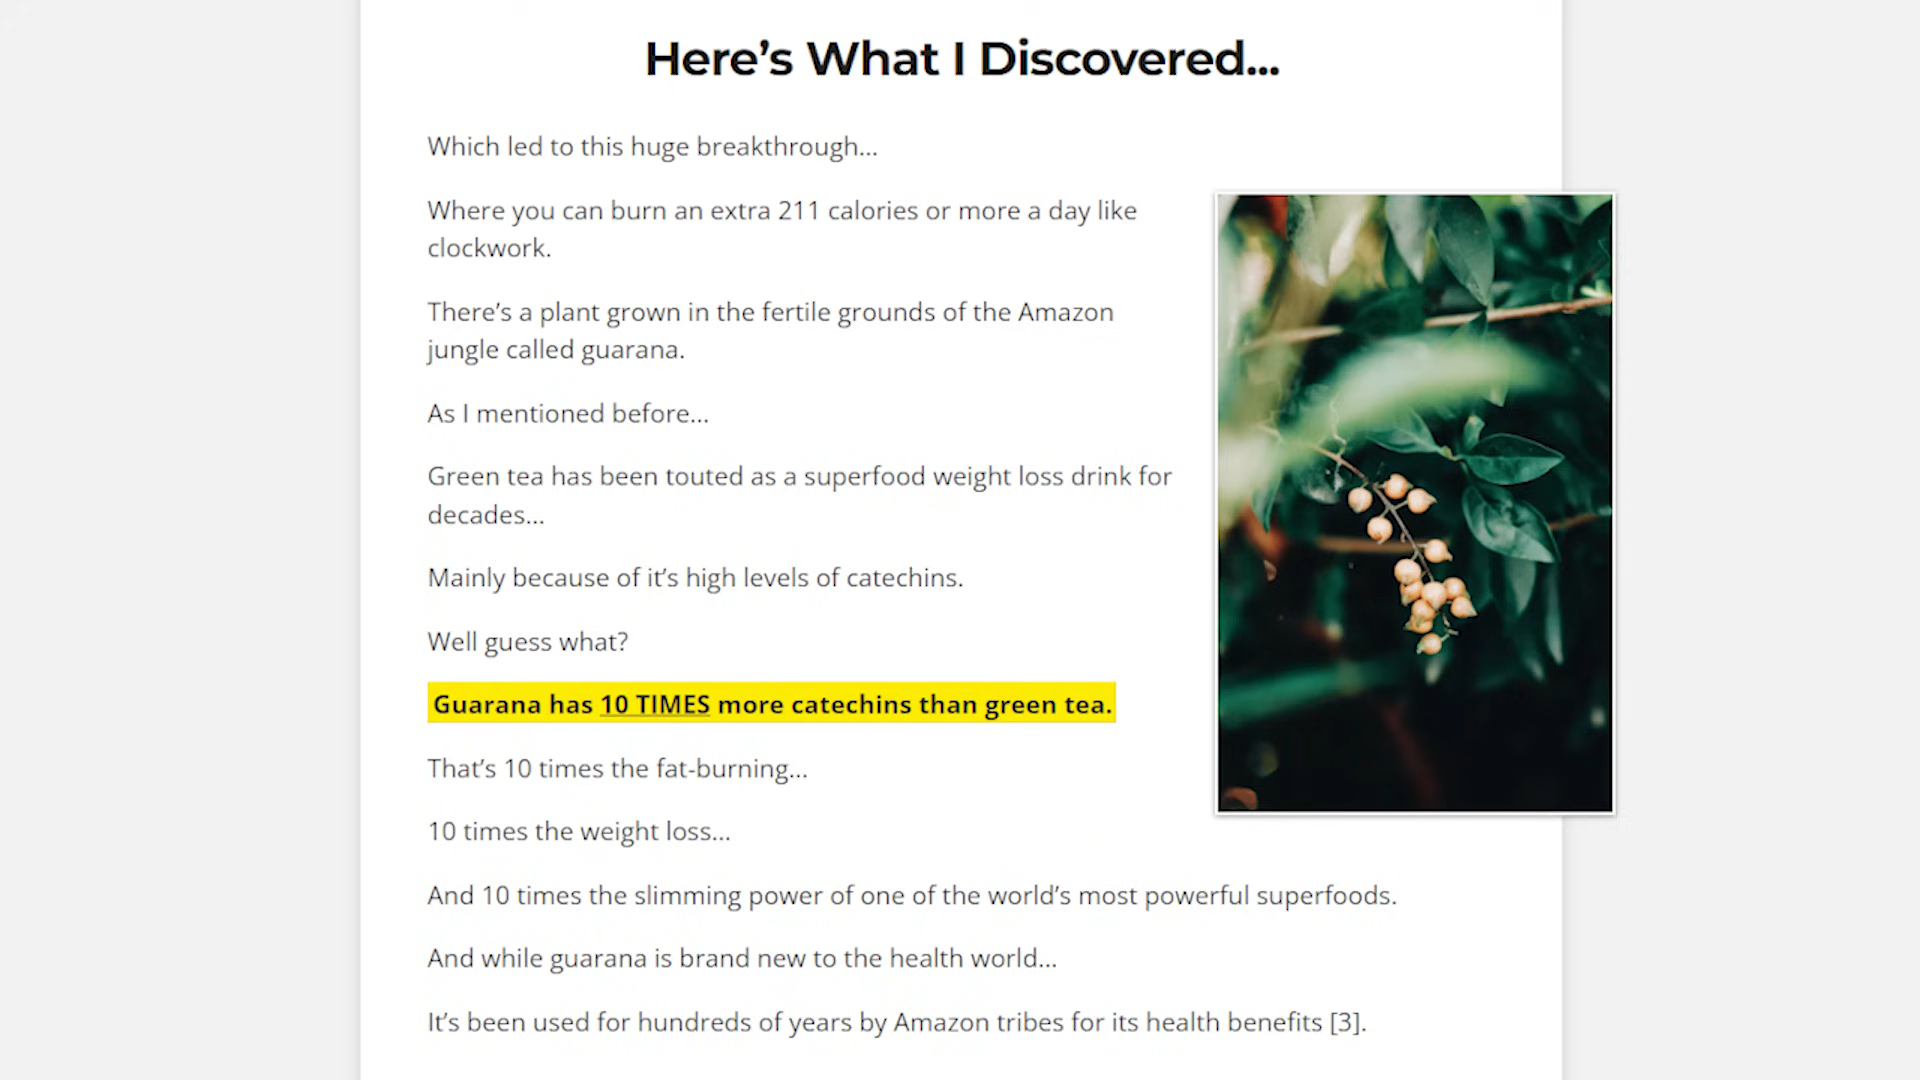 Here’s What I Discovered...
Which led to this huge breakthrough...
Where you can burn an extra 211 calories or more a day like
clockwork.
There’s a plant grown in the fertile grounds of the Amazon
jungle called guarana.
As I mentioned before...
Green tea has been touted as a superfood weight loss drink for
decades...
Mainly because of it’s high levels of catechins.
Well guess what?
Guarana has 10 TIMES more catechins than green tea.
That’s 10 times the fat-burning...
10 times the weight loss...
And 10 times the slimming power of one of the world’s most powerful superfoods.
And while guarana is brand new to the health world...
It’s been used for hundreds of years by Amazon tribes for its health benefits [3].